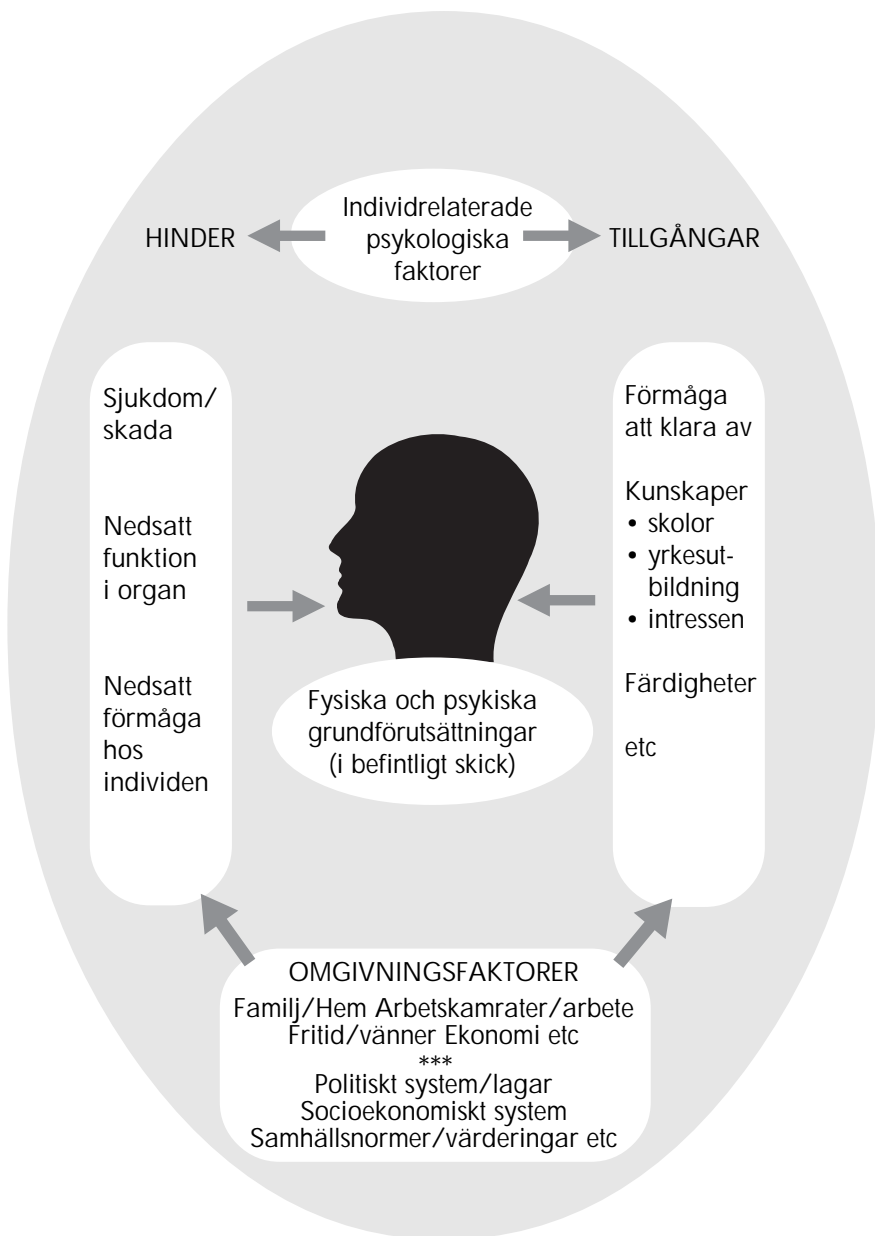 Individrelaterade
psykologiska
faktorer
HINDER
TILLGÅNGAR
Sjukdom/
skada
Nedsatt
funktion
i organ
Nedsatt
förmåga
hos
individen
Förmåga
att klara av
Kunskaper
• skolor
• yrkesut-
bildning
• intressen
Färdigheter
etc
Fysiska och psykiska
grundförutsättningar
(i befintligt skick)
OMGIVNINGSFAKTORER
Familj/Hem Arbetskamrater/arbete
Fritid/vänner Ekonomi etc
***
Politiskt system/lagar
Socioekonomiskt system
Samhällsnormer/värderingar etc